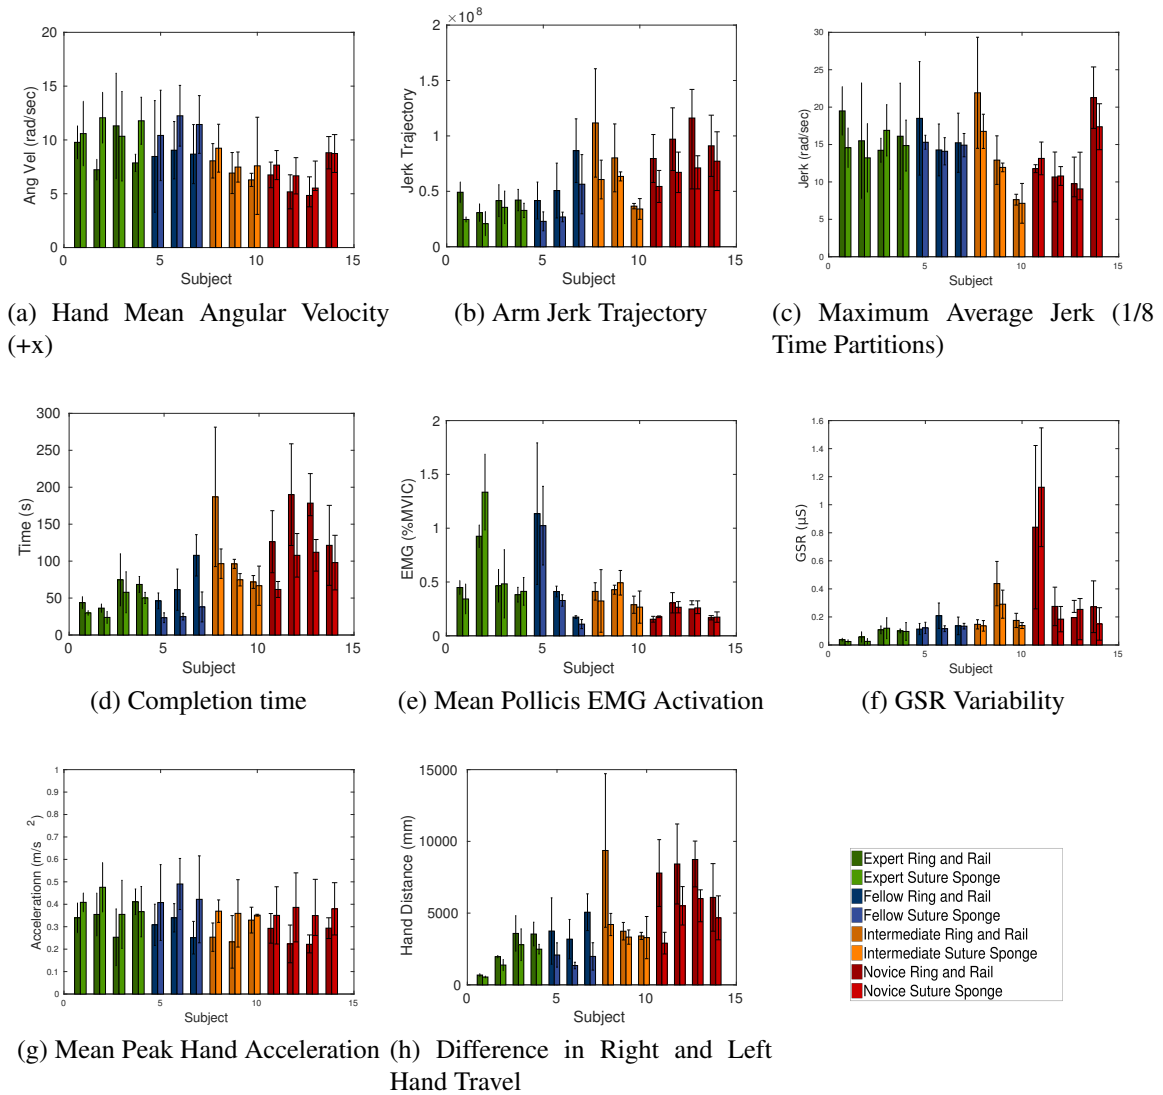 20
15
10
5
0
Ang Vel (rad/sec)
0 5 10 15
Subject
(a) Hand Mean Angular Velocity
(+x)
×10^8
2
1.5
1
0.5
0
Jerk Trajectory
0 5 10 15
Subject
(b) Arm Jerk Trajectory
30
25
20
15
10
5
0
Jerk (rad/sec)
0 5 10 15
Subject
(c) Maximum Average Jerk (1/8
Time Partitions)
300
250
200
150
100
50
0
Time (s)
0 5 10 15
Subject
(d) Completion time
2
1.5
1
0.5
0
EMG (%MVIC)
0 5 10 15
Subject
(e) Mean Pollicis EMG Activation
1.6
1.4
1.2
1
0.8
0.6
0.4
0.2
0
GSR (µS)
0 5 10 15
Subject
(f) GSR Variability
1
0.9
0.8
0.7
0.6
0.5
0.4
0.3
0.2
0.1
0
Accelerationn (m/s 2)
0 5 10 15
Subject
(g) Mean Peak Hand Acceleration
15000
10000
5000
0
Hand Distance (mm)
0 5 10 15
Subject
(h) Difference in Right and Left
Hand Travel
Expert Ring and Rail
Expert Suture Sponge
Fellow Ring and Rail
Fellow Suture Sponge
Intermediate Ring and Rail
Intermediate Suture Sponge
Novice Ring and Rail
Novice Suture Sponge